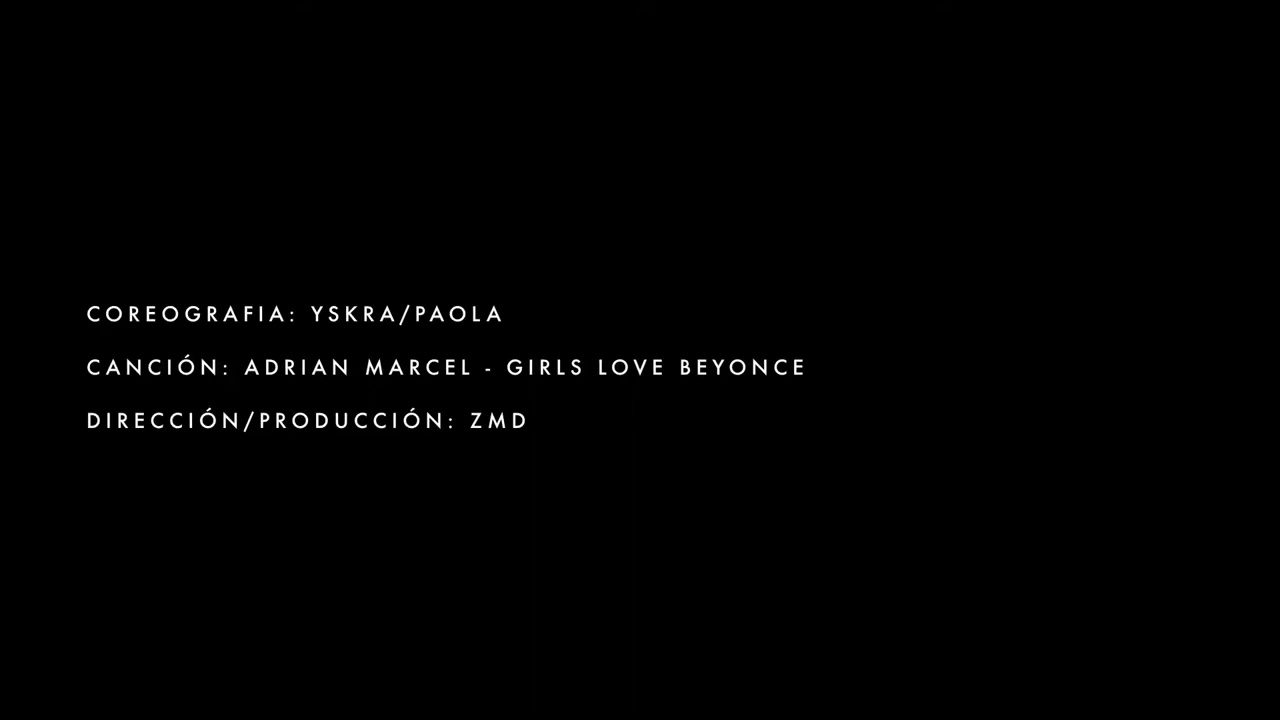 COREOGRAFIA: YSKRA/PAOLA
CANCIÓN: ADRIAN MARCEL - GIRLS LOVE BEYONCE
DIRECCIÓN/PRODUCCIÓN: ZMD